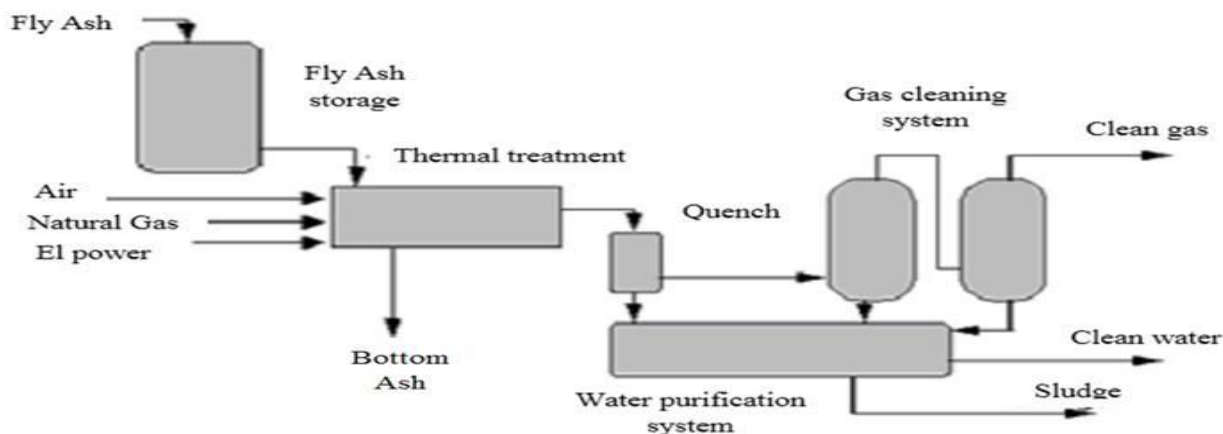 Fly Ash
Fly Ash
storage
Gas cleaning
system
Clean gas
Thermal treatment
Air
Natural Gas
El power
Quench
Bottom
Ash
Clean water
Sludge
Water purification
system